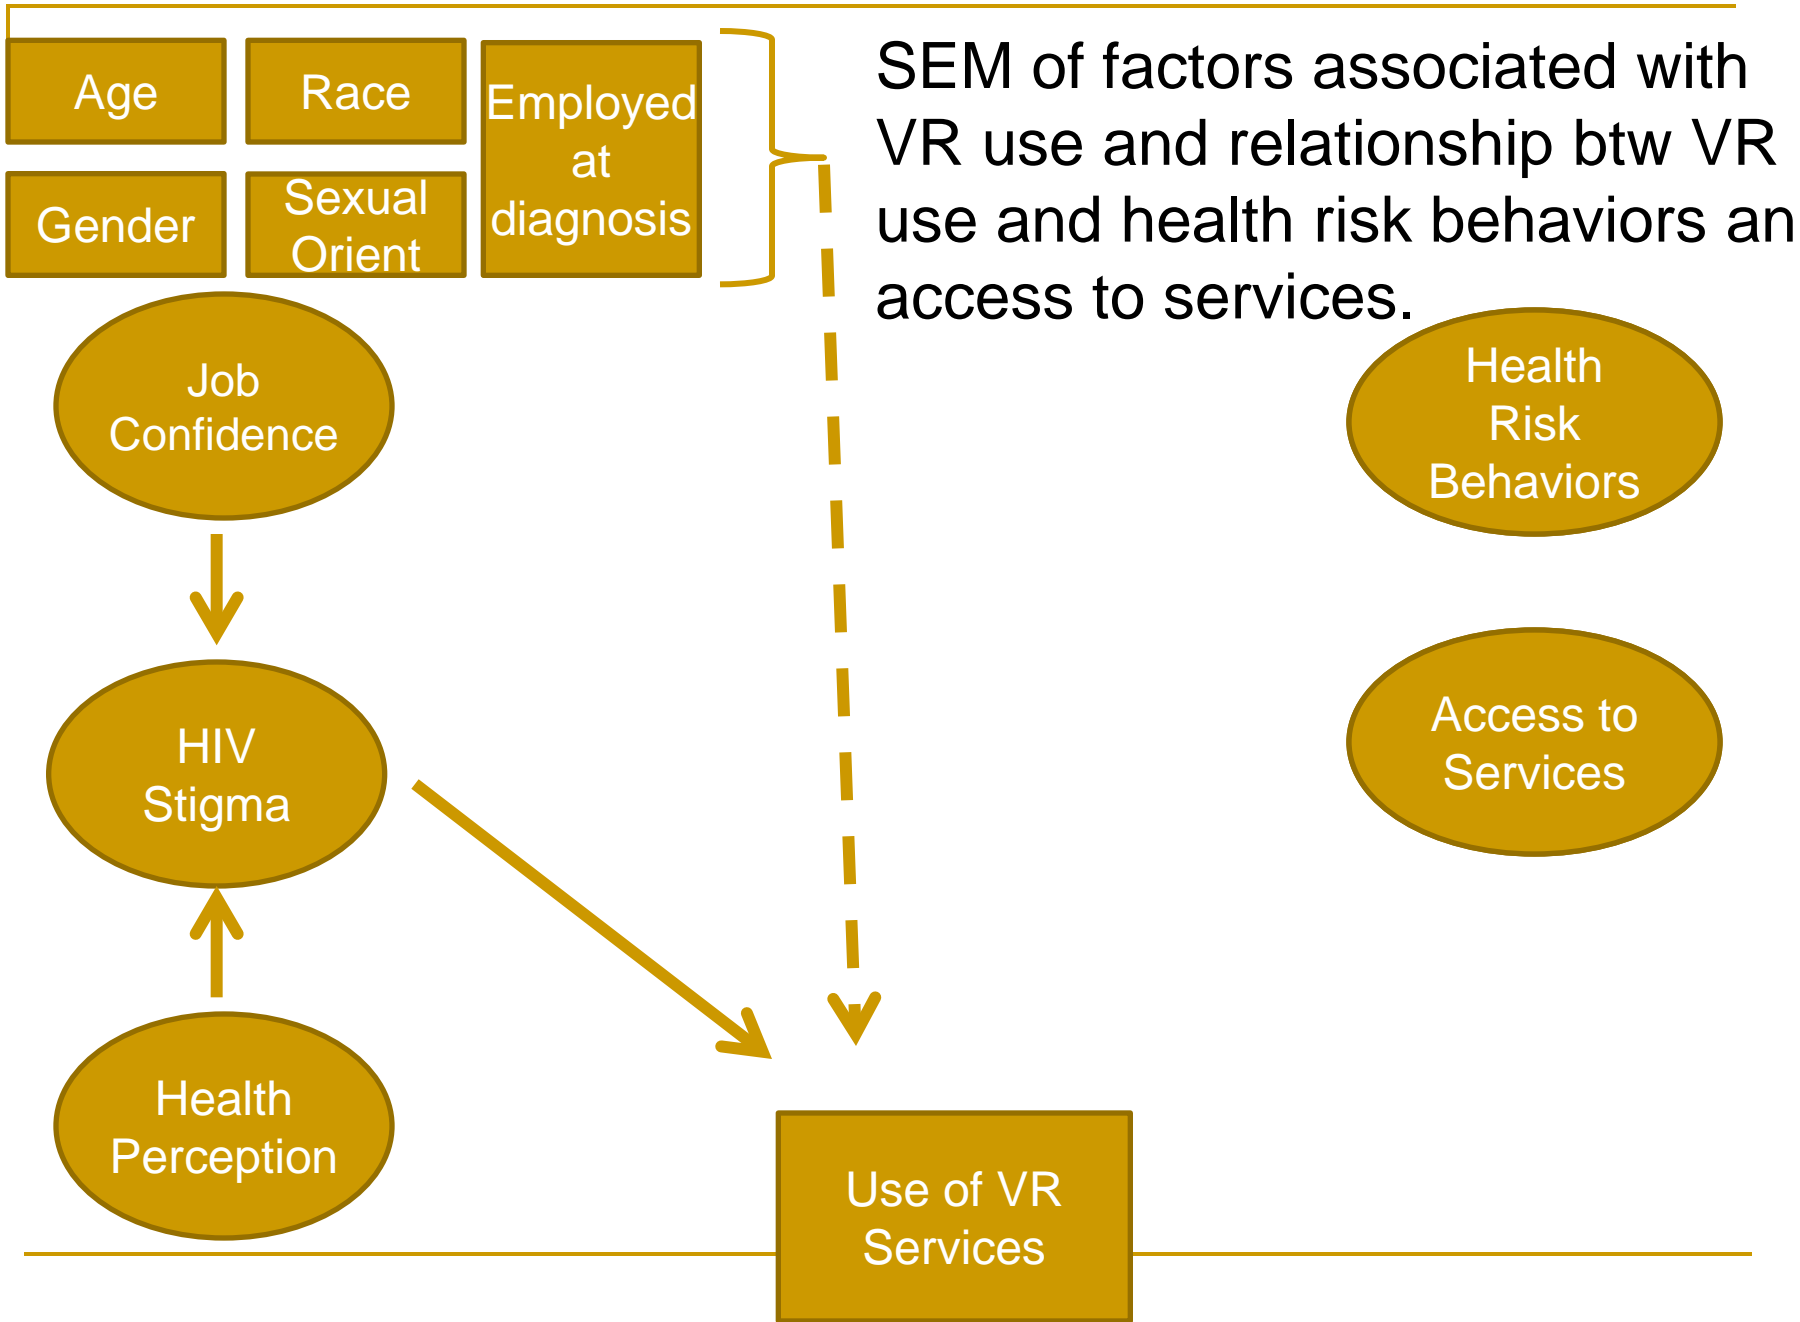 Age
Race
Employed
at
diagnosis
Gender
Sexual
Orient
SEM of factors associated with
VR use and relationship btw VR
use and health risk behaviors an
access to services.
Job
Confidence
Health
Risk
Behaviors
HIV
Stigma
Access to
Services
Health
Perception
Use of VR
Services